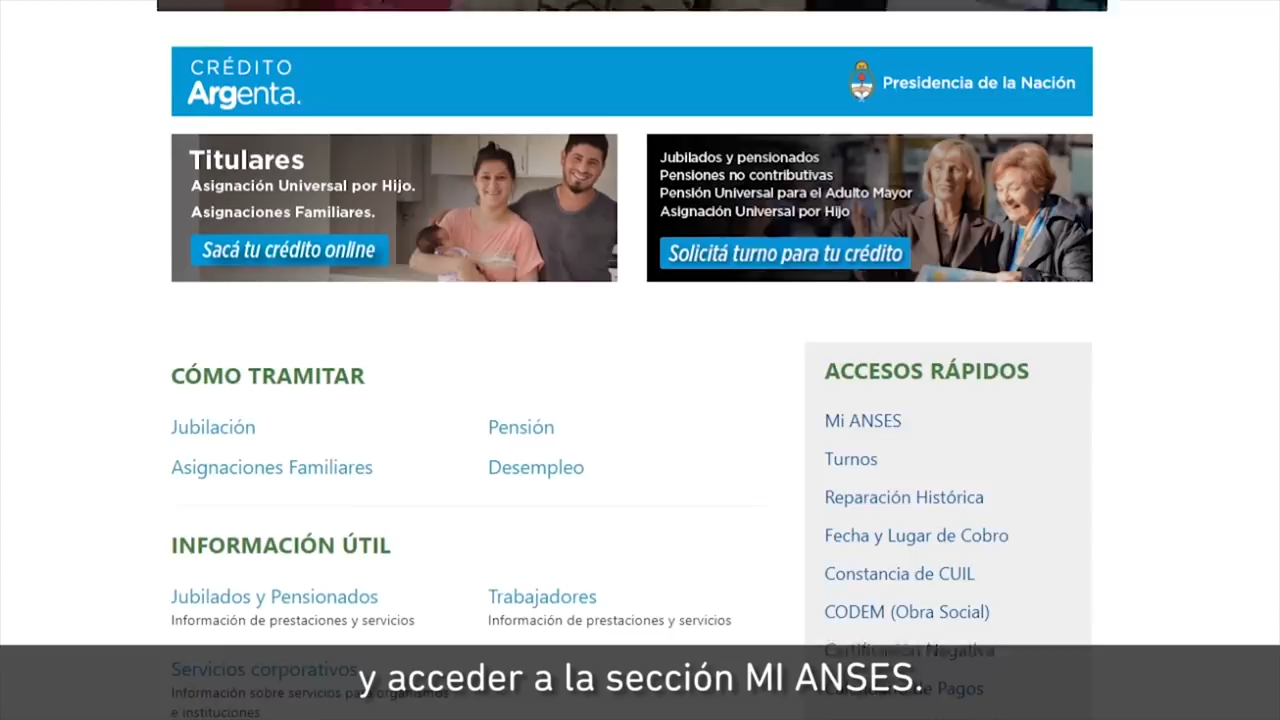 CRÉDITO
Argenta.
Presidencia de la Nación
Titulares
Asignación Universal por Hijo.
Asignaciones Familiares.
Sacá tu crédito online
Jubilados y pensionados
Pensiones no contributivas
Pensión Universal para el Adulto Mayor
Asignación Universal por Hijo
Solicitá turno para tu crédito
CÓMO TRAMITAR
Jubilación
Pensión
Asignaciones Familiares
Desempleo
INFORMACIÓN ÚTIL
Jubilados y Pensionados
Información de prestaciones y servicios
Trabajadores
Información de prestaciones y servicios
Servicios corporativos
Información sobre servicios para organismos
e instituciones
ACCESOS RÁPIDOS
Mi ANSES
Turnos
Reparación Histórica
Fecha y Lugar de Cobro
Constancia de CUIL
CODEM (Obra Social)
Certificación Negativa
Calendario de Pagos
y acceder a la sección MI ANSES.